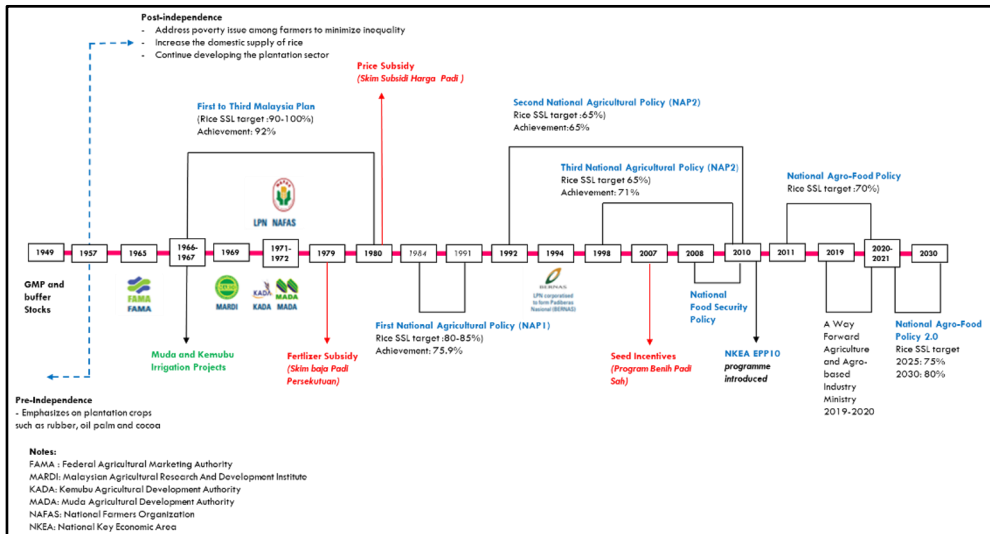 Post-independence
- Address poverty issue among farmers to minimize inequality
- Increase the domestic supply of rice
- Continue developing the plantation sector
Price Subsidy
(Skim Subsidi Harga Padi )
First to Third Malaysia Plan
(Rice SSL target :90-100%)
Achievement: 92%
Second National Agricultural Policy (NAP2)
Rice SSL target :65%)
Achievement:65%
Third National Agricultural Policy (NAP2)
Rice SSL target 65%)
Achievement: 71%
National Agro-Food Policy
Rice SSL target :70%)
LPN NAFAS
1949
1957
1965
1966-
1967
1969
1971-
1972
1979
1980
1984
1991
1992
1994
1998
2007
2008
2010
2011
2019
2020-
2021
2030
GMP and
buffer
Stocks
FAMA
FAMA
MARDI
KADA
KADA
MADA
MADA
BERNAS
LPN corporatised
to form Padiberas
Nasional (BERNAS)
First National Agricultural Policy (NAP1)
Rice SSL target :80-85%)
Achievement: 75.9%
National
Food Security
Policy
Muda and Kemubu
Irrigation Projects
Fertlizer Subsidy
(Skim baja Padi
Persekutuan)
Seed Incentives
(Program Benih Padi
Sah)
NKEA EPP10
programme
introduced
A Way
Forward
Agriculture
and Agro-
based
Industry
Ministry
2019-2020
National Agro-Food
Policy 2.0
Rice SSL target
2025: 75%
2030: 80%
Pre-Independence
- Emphasizes on plantation crops
such as rubber, oil palm and cocoa
Notes:
FAMA : Federal Agricultural Marketing Authority
MARDI: Malaysian Agricultural Research And Development Institute
KADA: Kemubu Agricultural Development Authority
MADA: Muda Agricultural Development Authority
NAFAS: National Farmers Organization
NKEA: National Key Economic Area